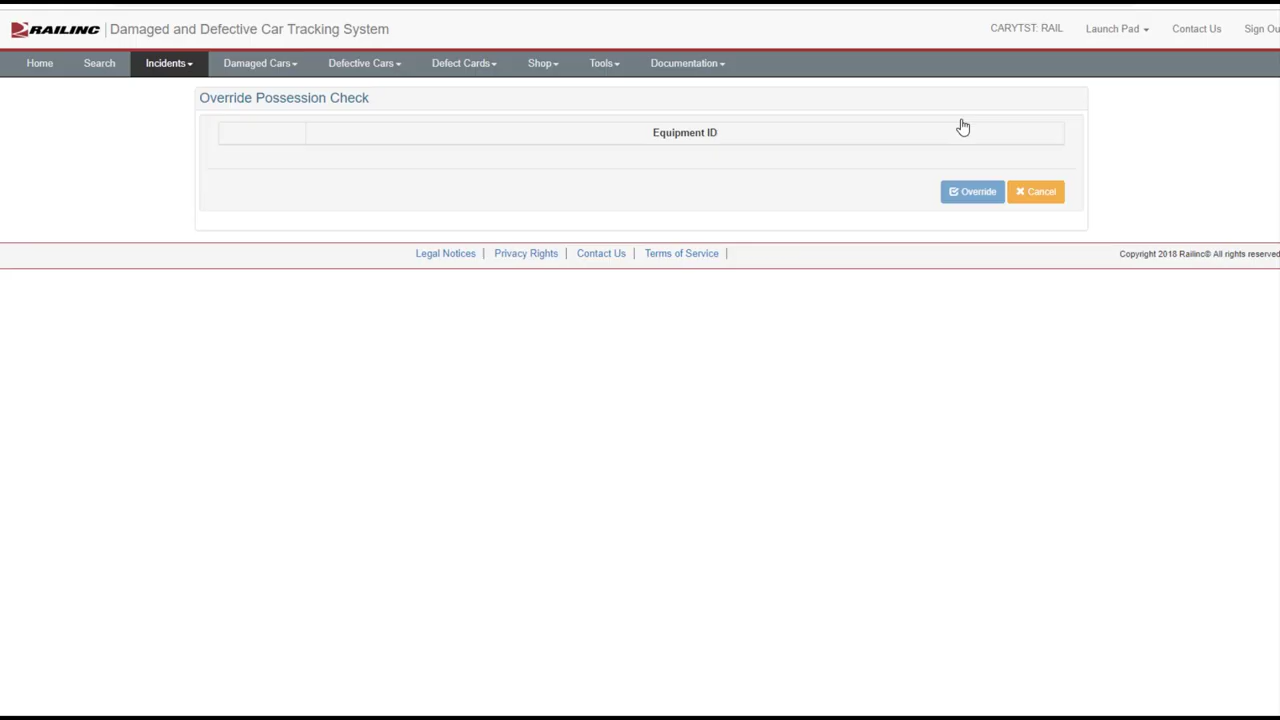 RAILINC Damaged and Defective Car Tracking System CARYTST: RAIL Launch Pad Contact Us Sign Ou
Home Search Incidents Damaged Cars Defective Cars Defect Cards Shop Tools Documentation
Override Possession Check
Equipment ID
Override Cancel
Legal Notices | Privacy Rights | Contact Us | Terms of Service |
Copyright 2018 Railinc® All rights reserved